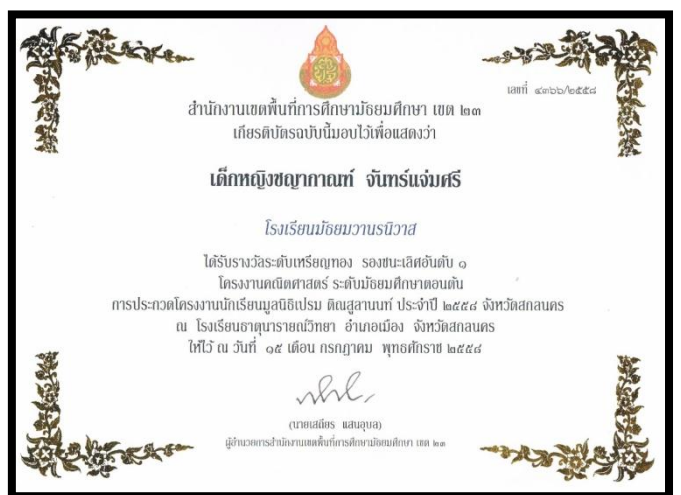 เลขที่ ๔๓๖๖/๒๕๕๘
สำนักงานเขตพื้นที่การศึกษามัธยมศึกษา เขต ๒๓
เกียรติบัตรฉบับนี้มอบไว้เพื่อแสดงว่า
เด็กหญิงชญากาณฑ์ จันทร์แจ่มศรี
โรงเรียนมัธยมวานรนิวาส
ได้รับรางวัลระดับเหรียญทอง รองชนะเลิศอันดับ ๑
โครงงานคณิตศาสตร์ ระดับมัธยมศึกษาตอนต้น
การประกวดโครงงานนักเรียนมูลนิธิเปรม ติณสูลานนท์ ประจำปี ๒๕๕๘ จังหวัดสกลนคร
ณ โรงเรียนธาตุนารายณ์วิทยา อำเภอเมือง จังหวัดสกลนคร
ให้ไว้ ณ วันที่ ๑๕ เดือน กรกฎาคม พุทธศักราช ๒๕๕๘
(นายเสถียร แสนอุบล)
ผู้อำนวยการสำนักงานเขตพื้นที่การศึกษามัธยมศึกษา เขต ๒๓